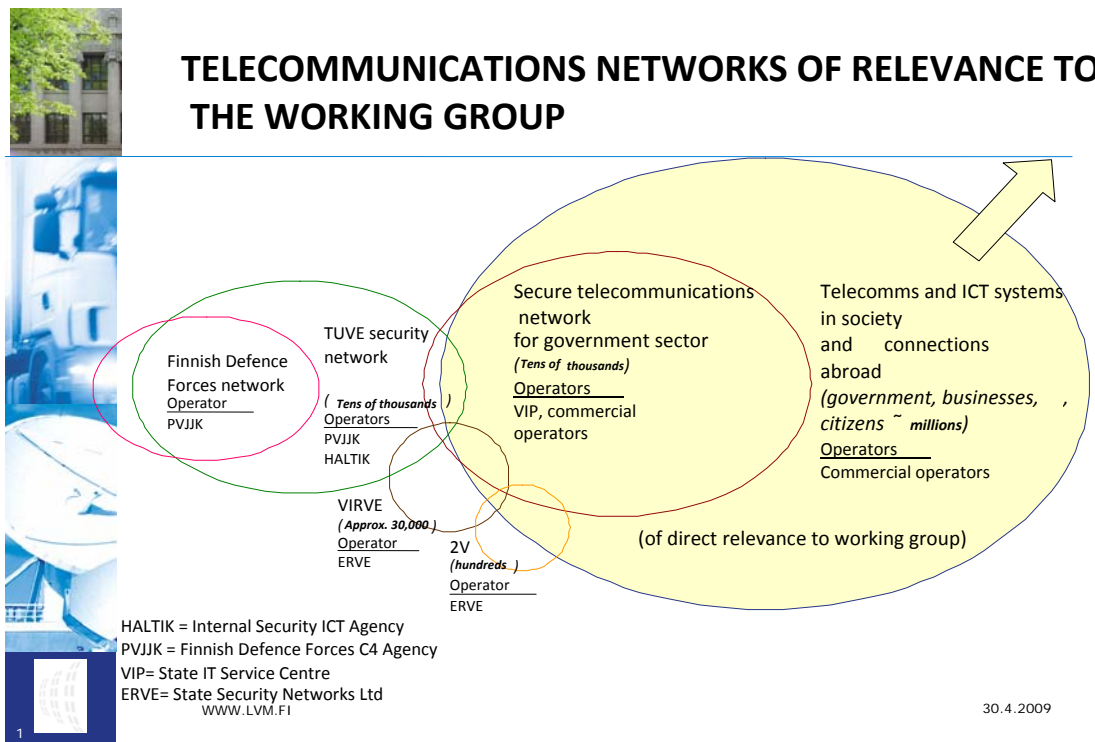 TELECOMMUNICATIONS NETWORKS OF RELEVANCE TO
THE WORKING GROUP
Finnish Defence
Forces network
Operator
PVJJK
TUVE security
network
( Tens of thousands )
Operators
PVJJK
HALTIK
Secure telecommunications
network
for government sector
(Tens of thousands)
Operators
VIP, commercial
operators
Telecomms and ICT systems
in society
and connections
abroad
(government, businesses, ,
citizens ~ millions)
Operators
Commercial operators
VIRVE
( Approx. 30,000 )
Operator
ERVE
2V
(hundreds )
Operator
ERVE
(of direct relevance to working group)
HALTIK = Internal Security ICT Agency
PVJJK = Finnish Defence Forces C4 Agency
VIP= State IT Service Centre
ERVE= State Security Networks Ltd
WWW.LVM.FI
30.4.2009
1